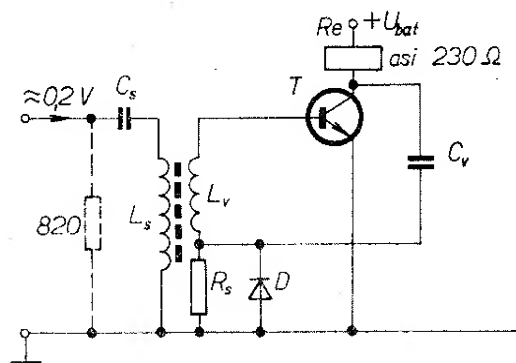 Re +U_bat
asi 230 Ω
T
≈0,2 V
C_s
C_v
L_s
L_v
820
R_s
D